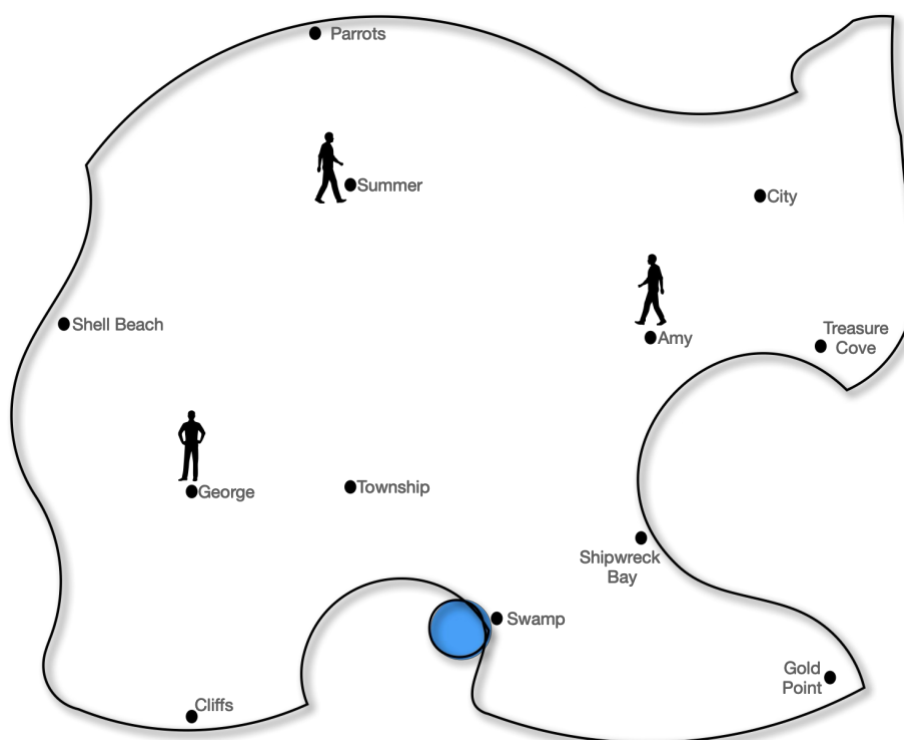 Parrots
Summer
City
Shell Beach
Amy
Treasure
Cove
George
Township
Shipwreck
Bay
Swamp
Gold
Point
Cliffs